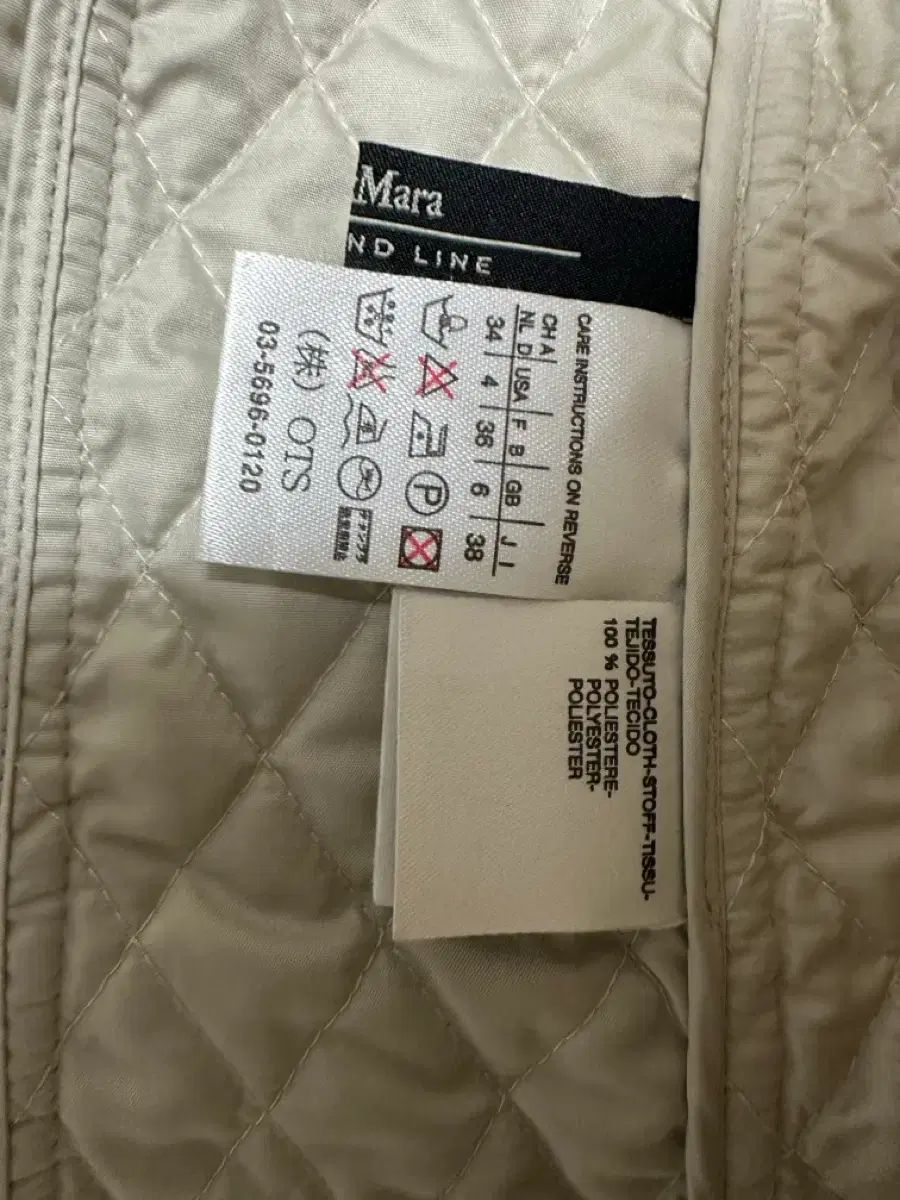 Mara
ND LINE
CARE INSTRUCTIONS ON REVERSE
CH A
NL D USA F B GB J I
34 4 36 6 38
P
(株) OTS
03-5696-0120
TESSUTO-CLOTH-STOFF-TISSU-
TEJIDO-TECIDO
100 % POLIESTERE-
POLYESTER-
POLIESTER